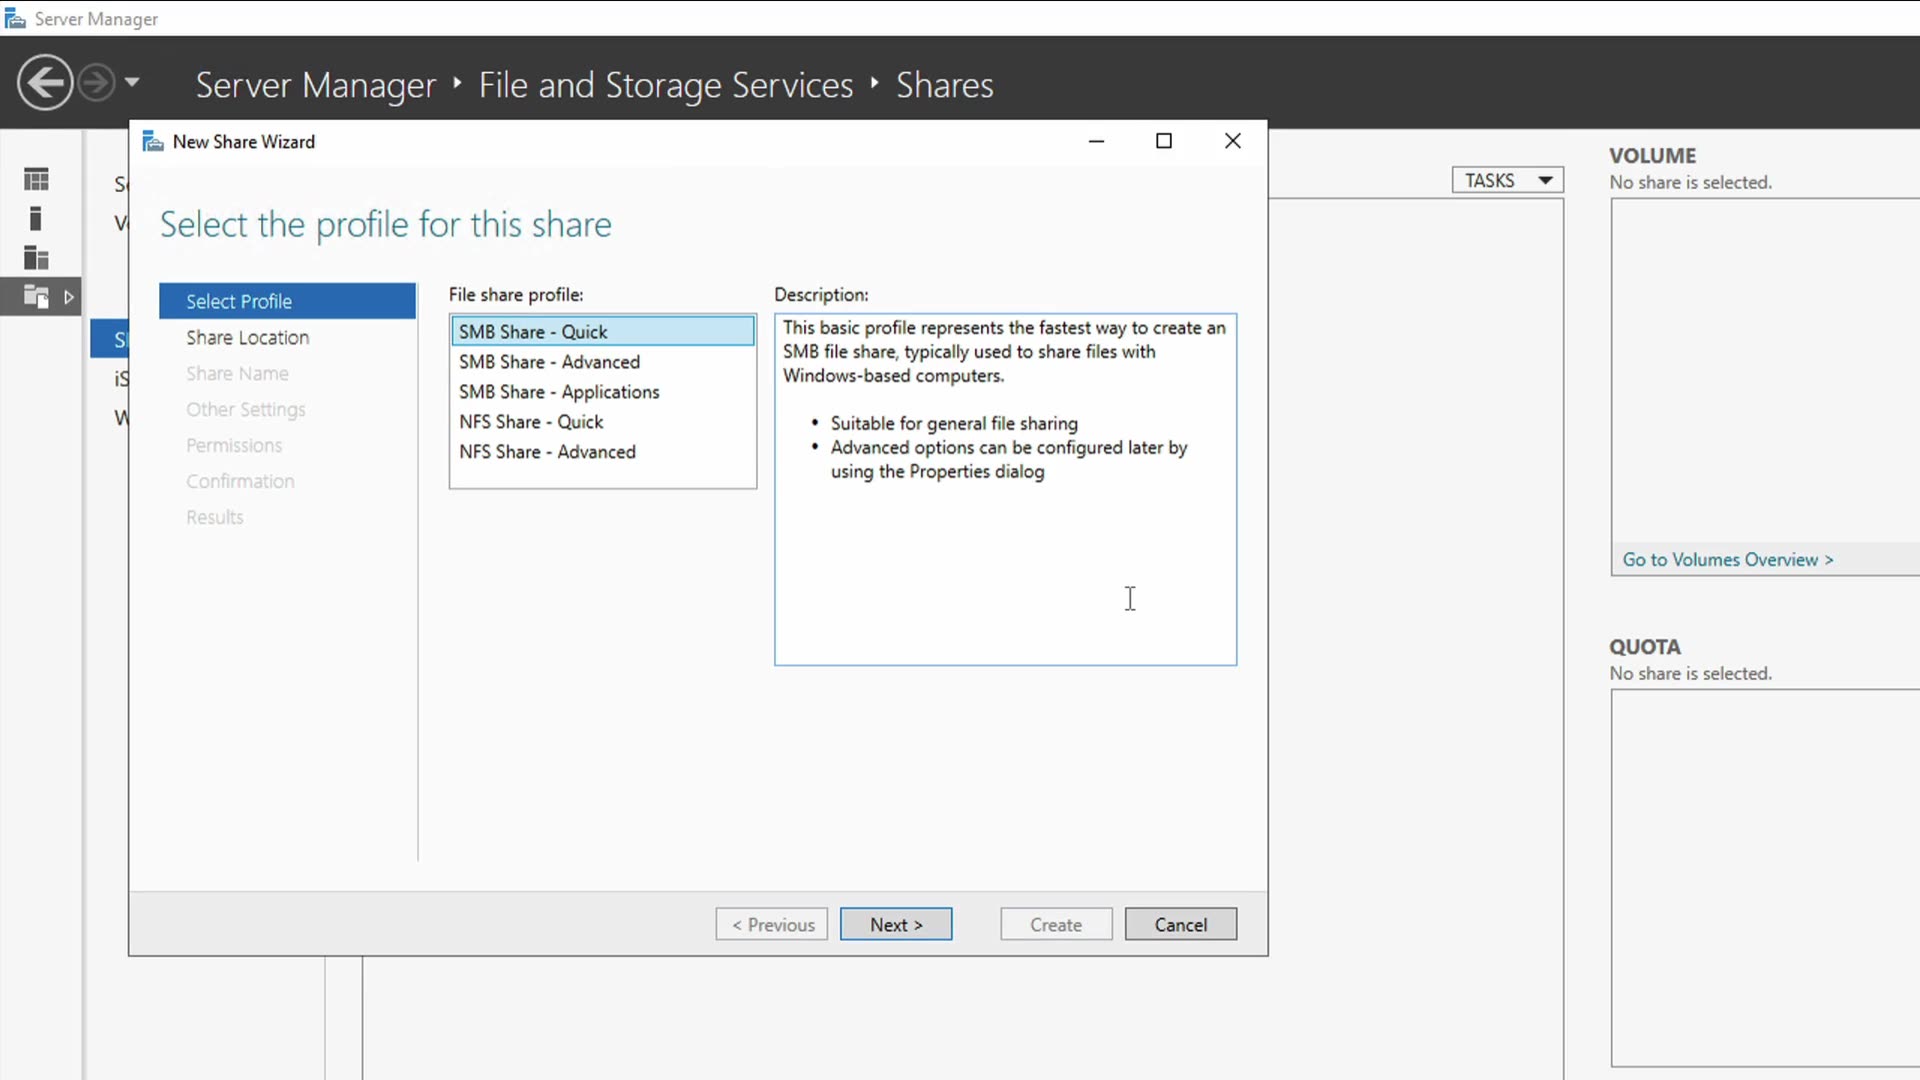 Server Manager
Server Manager ‣ File and Storage Services ‣ Shares
New Share Wizard
Select the profile for this share
Select Profile
Share Location
Share Name
Other Settings
Permissions
Confirmation
Results
File share profile:
SMB Share - Quick
SMB Share - Advanced
SMB Share - Applications
NFS Share - Quick
NFS Share - Advanced
Description:
This basic profile represents the fastest way to create an
SMB file share, typically used to share files with
Windows-based computers.
• Suitable for general file sharing
• Advanced options can be configured later by
using the Properties dialog
< Previous
Next >
Create
Cancel
TASKS
VOLUME
No share is selected.
Go to Volumes Overview >
QUOTA
No share is selected.